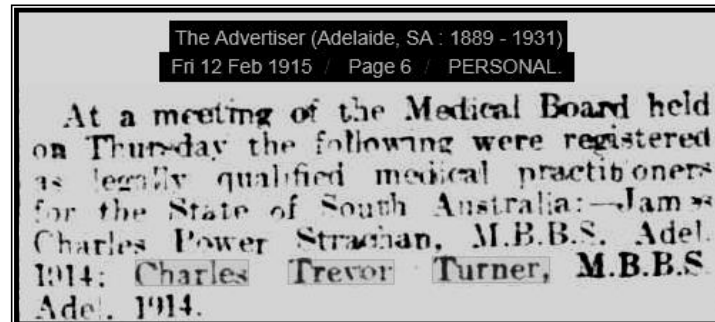 The Advertiser (Adelaide, SA : 1889 - 1931)
Fri 12 Feb 1915 / Page 6 / PERSONAL.
At a meeting of the Medical Board held
on Thursday the following were registered
as legally qualified medical practitioners
for the State of South Australia:—James
Charles Power Strachan, M.B.B.S. Adel.
1914; Charles Trevor Turner, M.B.B.S.
Adel. 1914.